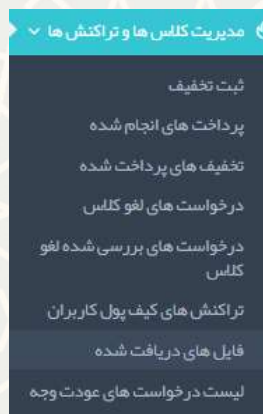 مدیریت کلاس ها و تراکنش ها
ثبت تخفیف
پرداخت های انجام شده
تخفیف های پرداخت شده
درخواست های لغو کلاس
درخواست های بررسی شده لغو
کلاس
تراکنش های کیف پول کاربران
فایل های دریافت شده
لیست درخواست های عودت وجه